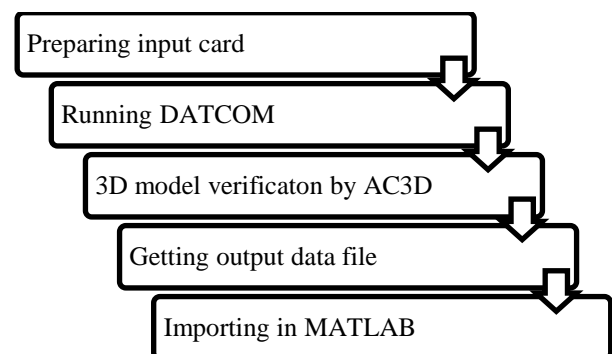 Preparing input card
Running DATCOM
3D model verificaton by AC3D
Getting output data file
Importing in MATLAB